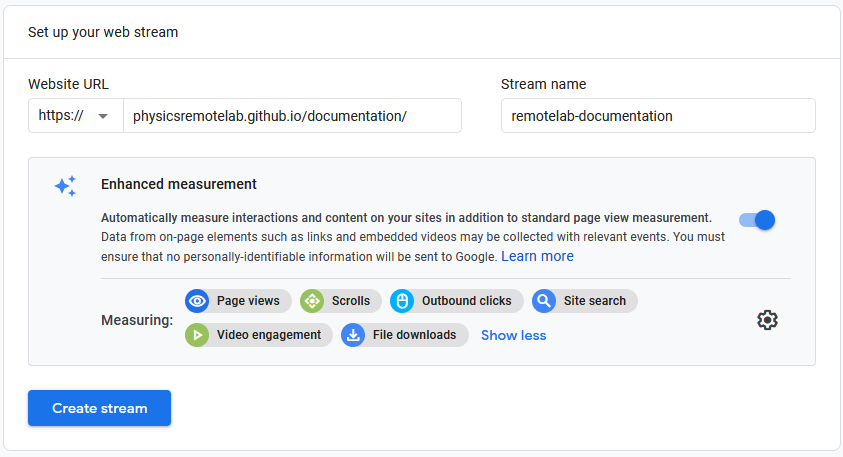 Set up your web stream
Website URL
Stream name
https://
physicsremotelab.github.io/documentation/
remotelab-documentation
Enhanced measurement
Automatically measure interactions and content on your sites in addition to standard page view measurement.
Data from on-page elements such as links and embedded videos may be collected with relevant events. You must
ensure that no personally-identifiable information will be sent to Google. Learn more
Measuring:
Page views
Scrolls
Outbound clicks
Site search
Video engagement
File downloads
Show less
Create stream